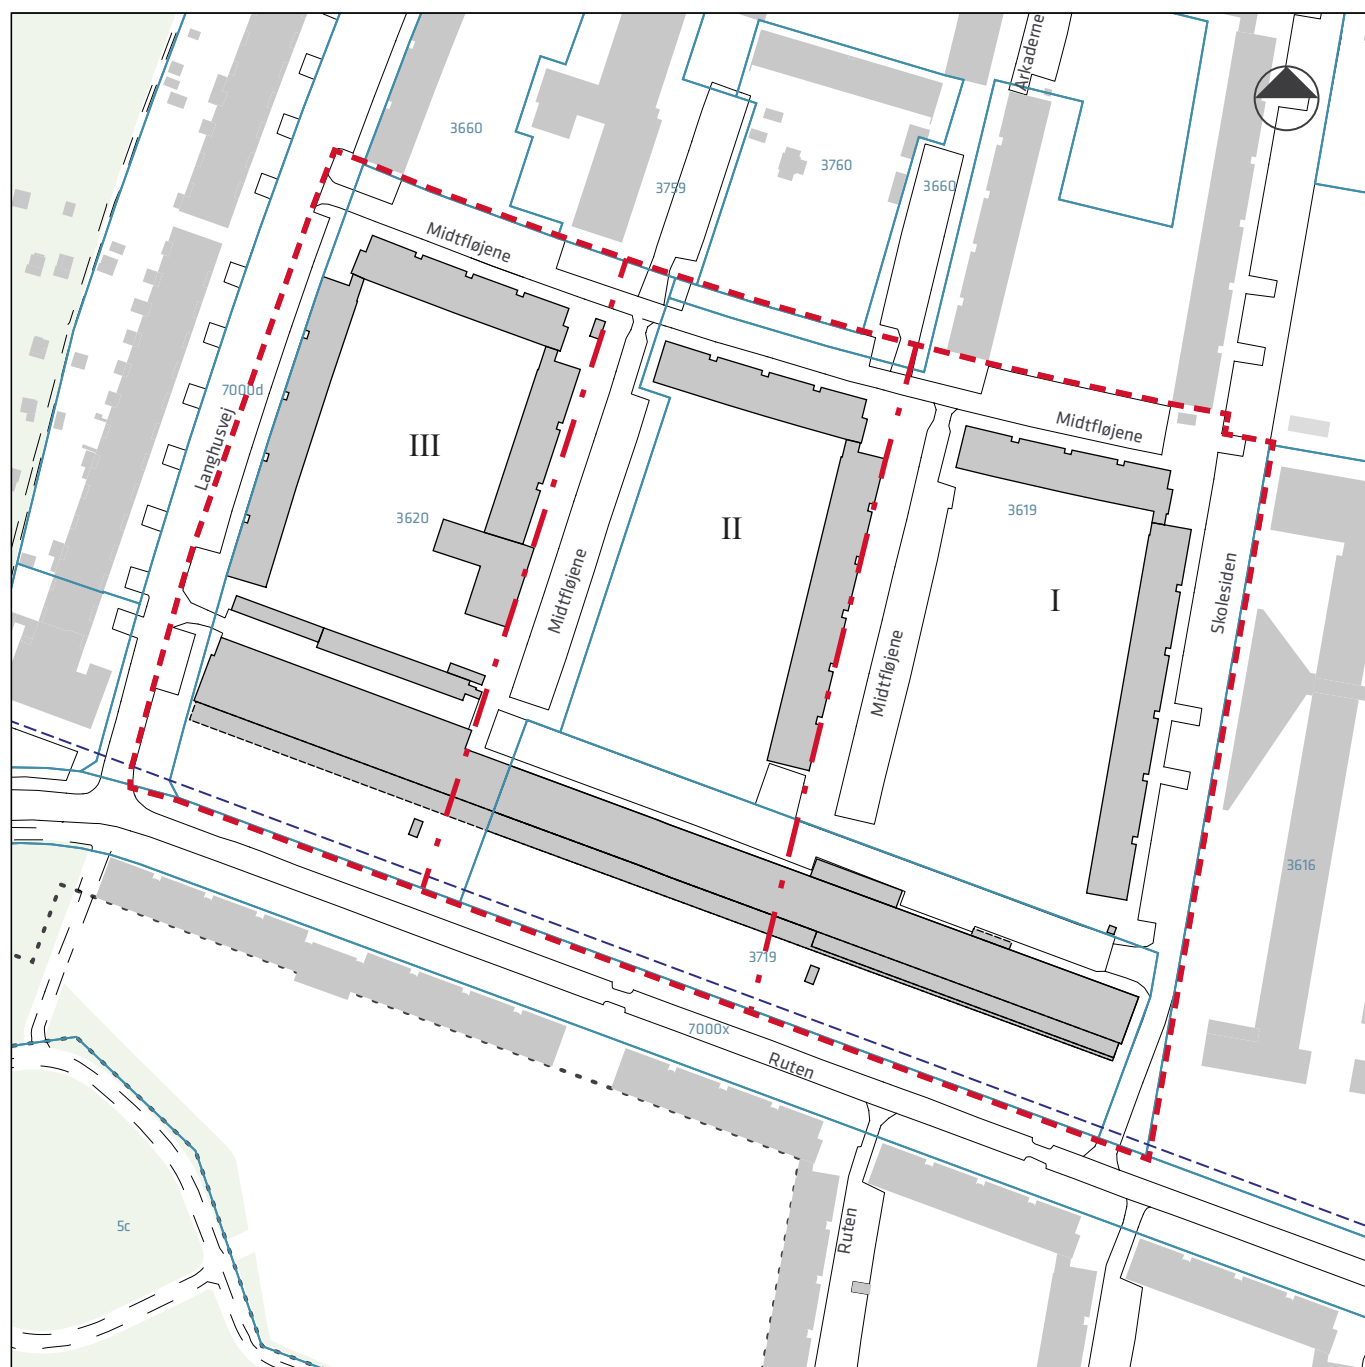 Arkaderne
3660
3760
3759
3660
Midtfløjene
7000d
Langhusvej
Midtfløjene
III
3620
3619
II
I
Midtfløjene
Skolesiden
Midtfløjene
3616
3719
7000x
Ruten
5c
Ruten